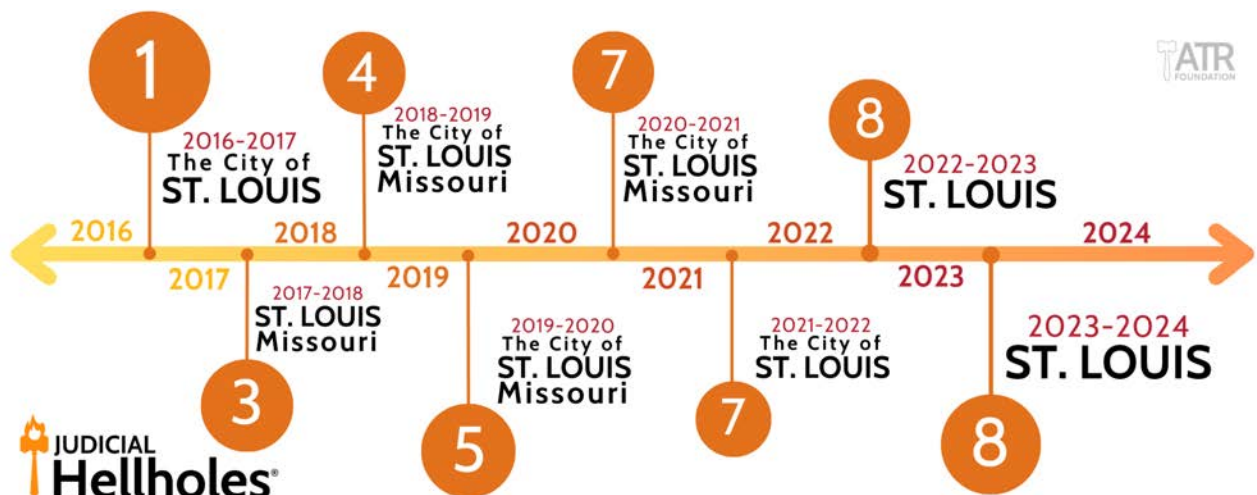 1
2016-2017
The City of
ST. LOUIS
4
2018-2019
The City of
ST. LOUIS
Missouri
7
2020-2021
The City of
ST. LOUIS
Missouri
8
2022-2023
ST. LOUIS
ATR
FOUNDATION
2016
2018
2020
2022
2024
2017
2019
2021
2023
2017-2018
ST. LOUIS
Missouri
3
2019-2020
The City of
ST. LOUIS
Missouri
5
2021-2022
The City of
ST. LOUIS
7
2023-2024
ST. LOUIS
8
JUDICIAL
Hellholes®